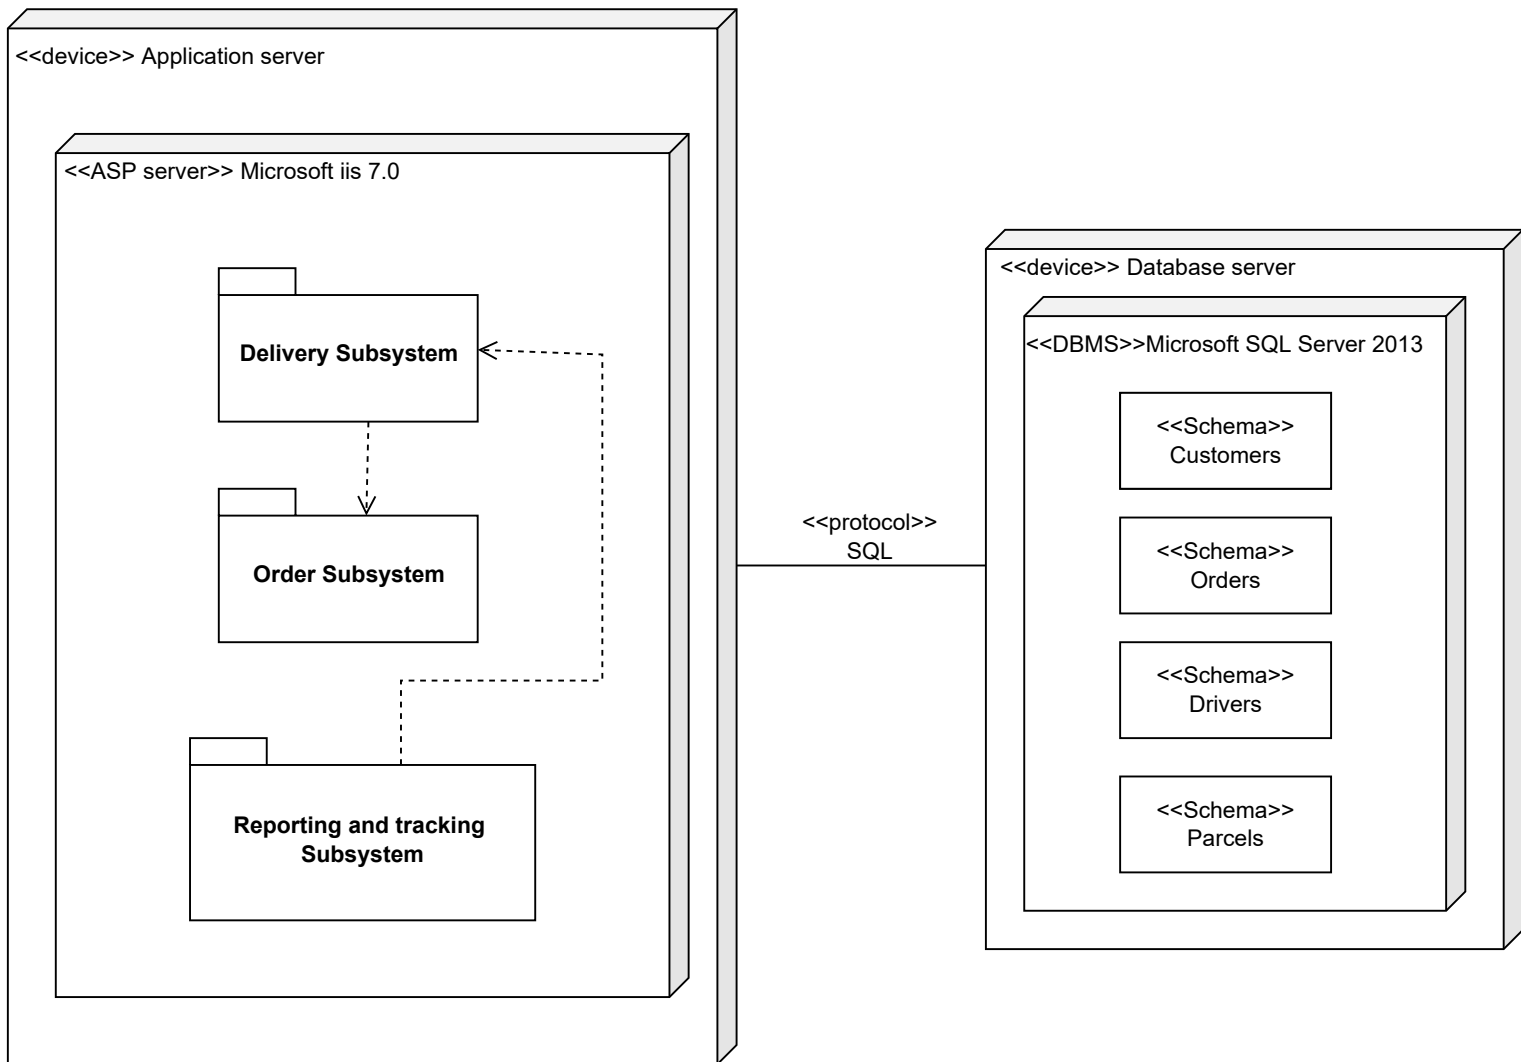 <<device>> Application server
<<ASP server>> Microsoft iis 7.0
Delivery Subsystem
Order Subsystem
Reporting and tracking
Subsystem
<<protocol>>
SQL
<<device>> Database server
<<DBMS>>Microsoft SQL Server 2013
<<Schema>>
Customers
<<Schema>>
Orders
<<Schema>>
Drivers
<<Schema>>
Parcels